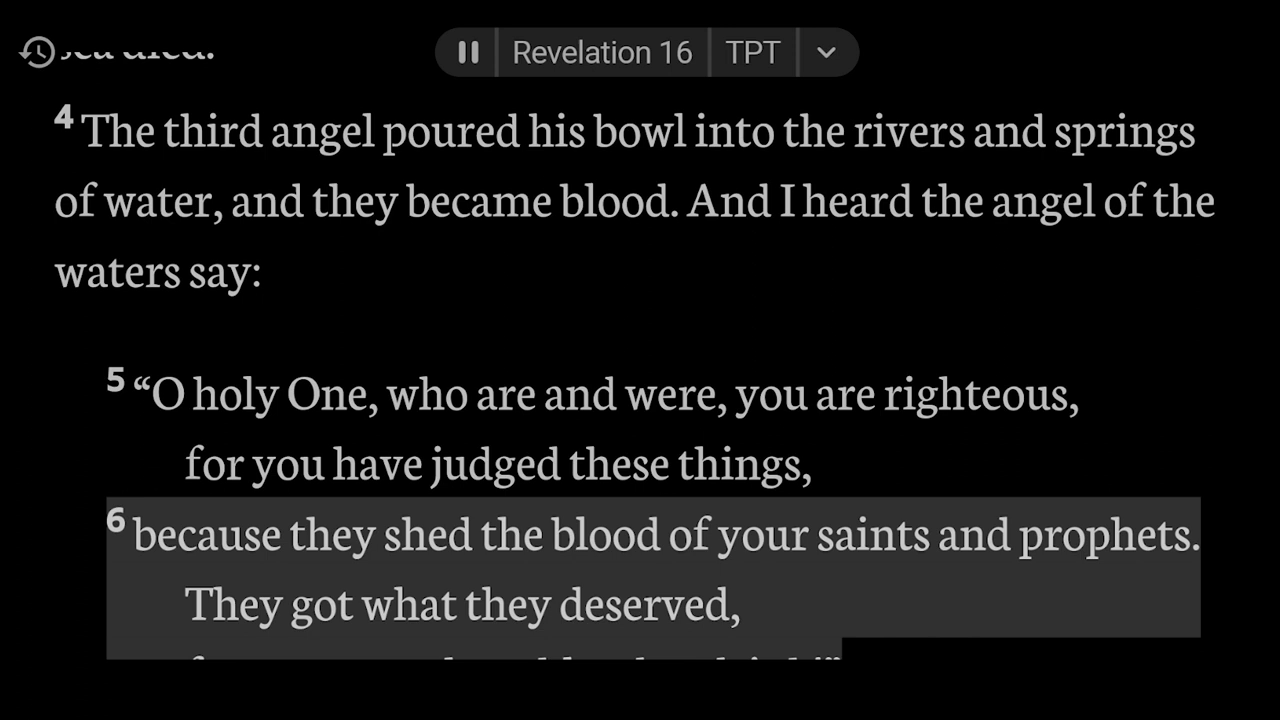 Revelation 16 TPT
4 The third angel poured his bowl into the rivers and springs
of water, and they became blood. And I heard the angel of the
waters say:
5 “O holy One, who are and were, you are righteous,
for you have judged these things,
6 because they shed the blood of your saints and prophets.
They got what they deserved,